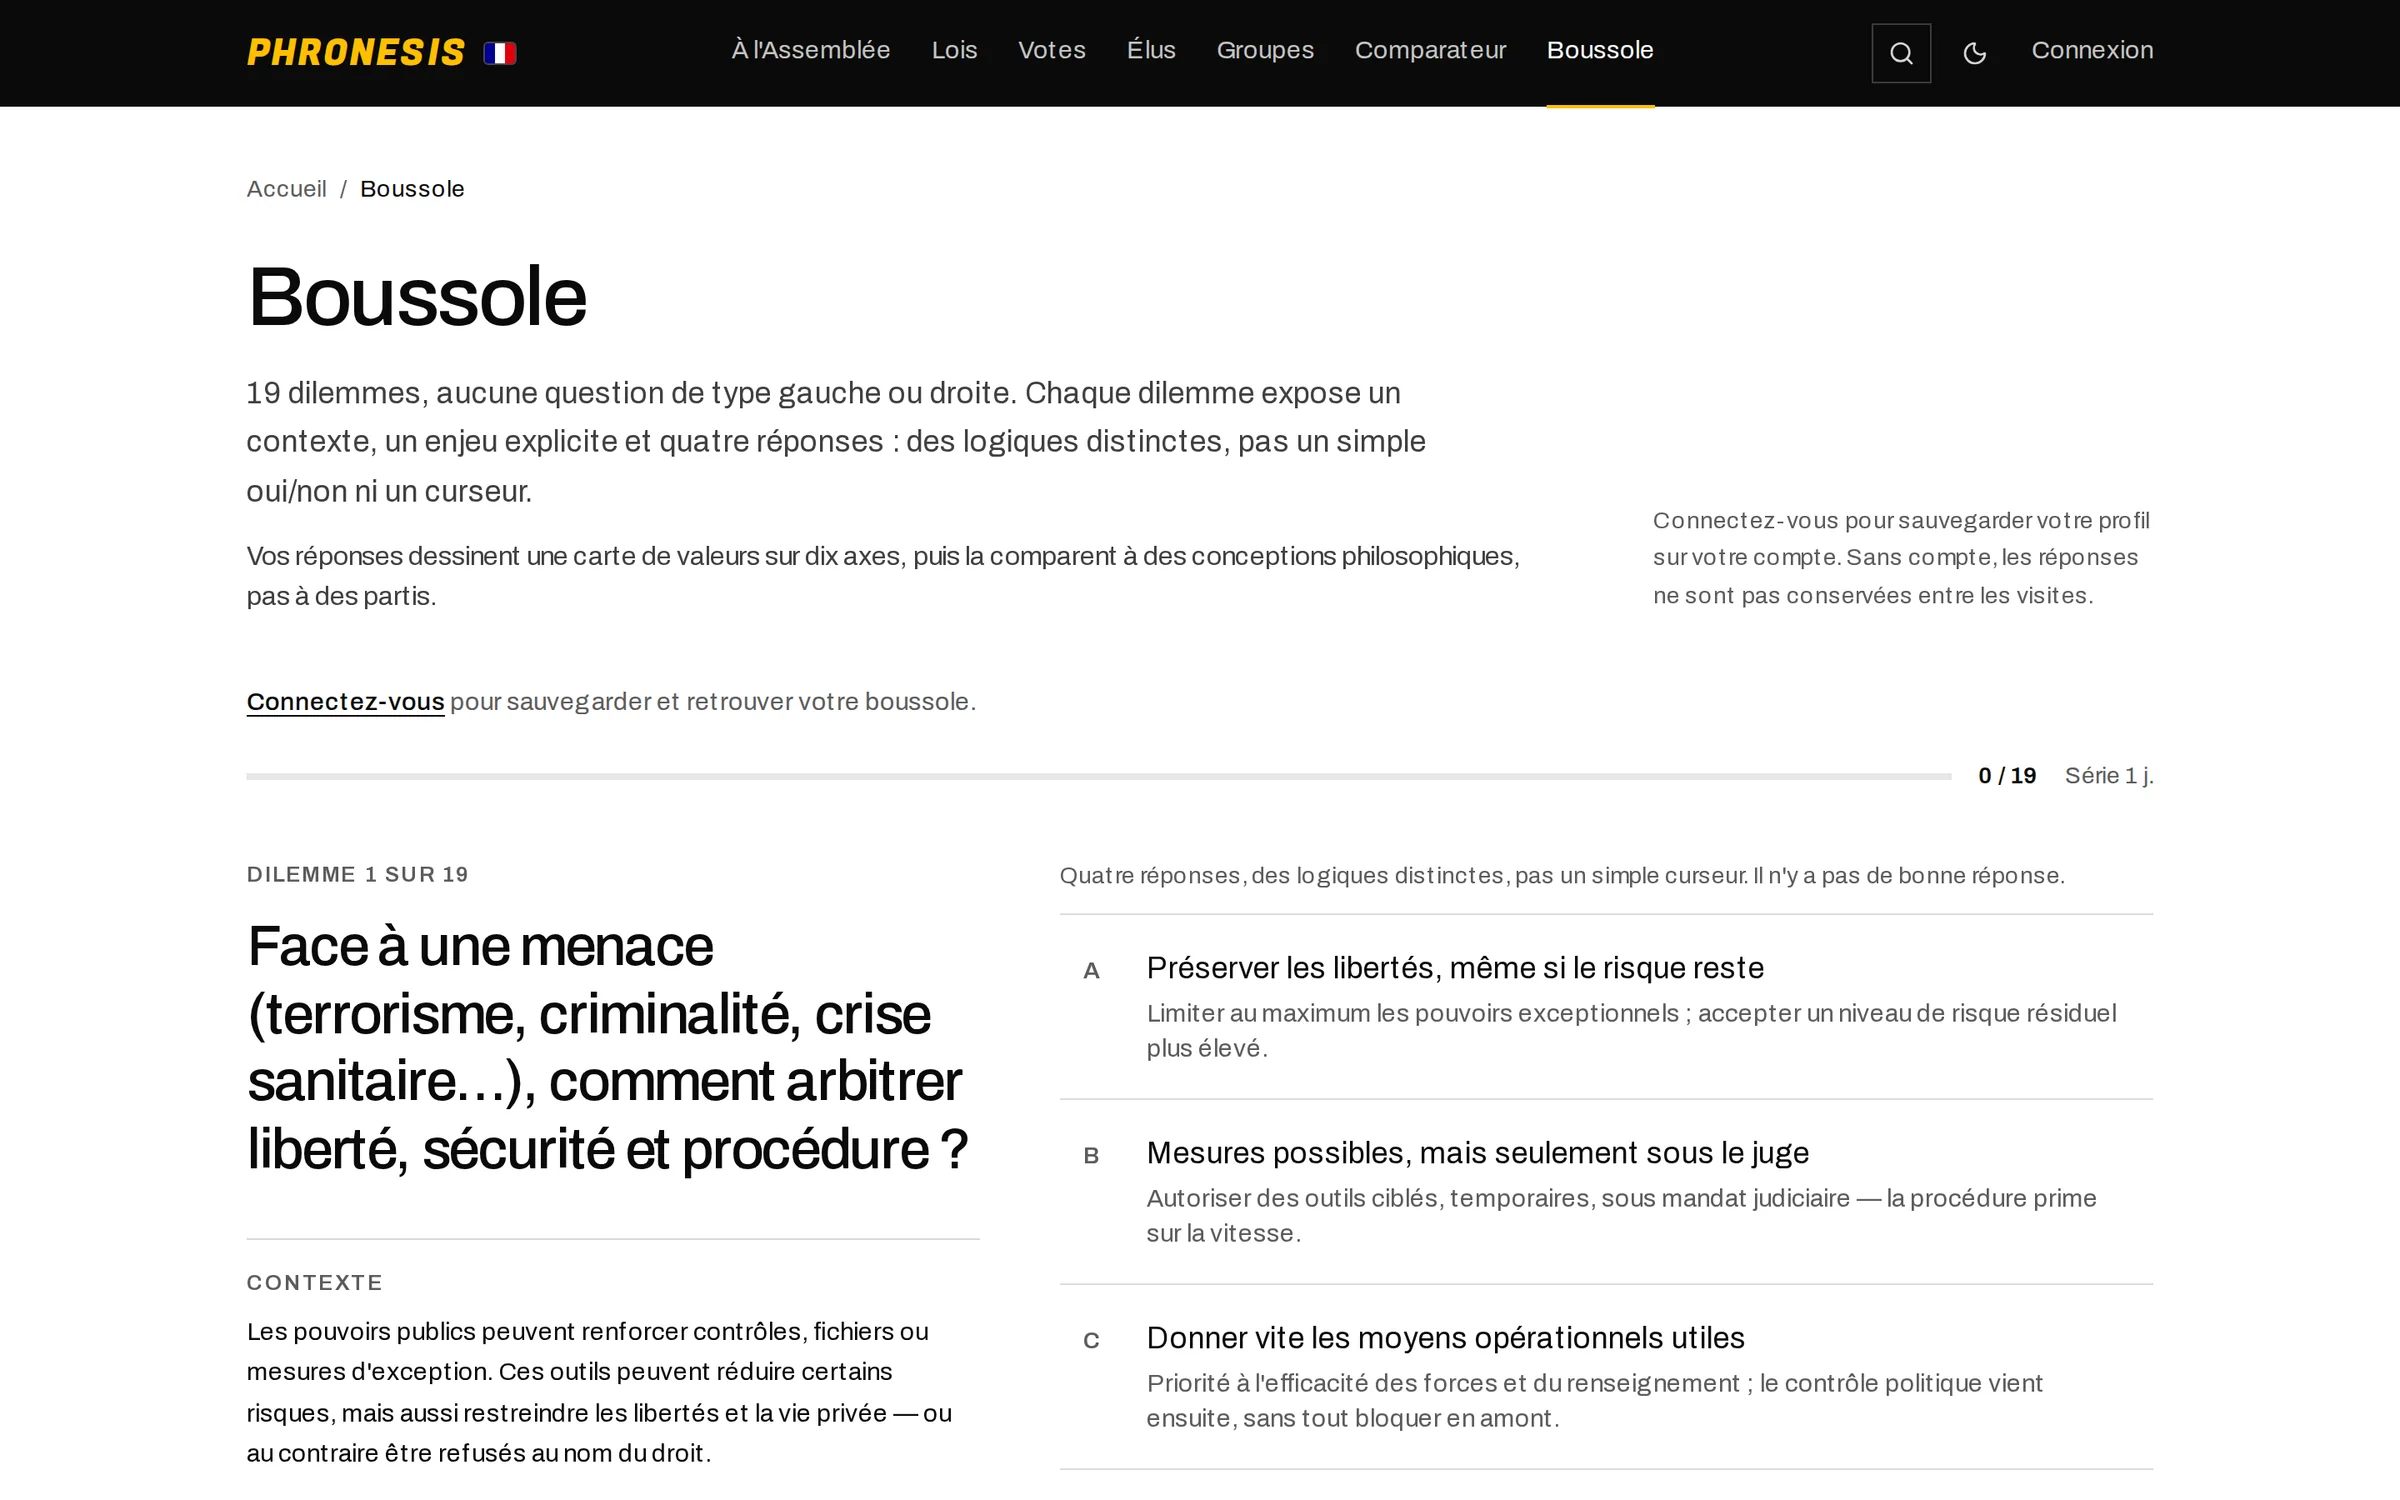 PHRONESIS
À l'Assemblée
Lois
Votes
Élus
Groupes
Comparateur
Boussole
Connexion
Accueil / Boussole
Boussole
19 dilemmes, aucune question de type gauche ou droite. Chaque dilemme expose un
contexte, un enjeu explicite et quatre réponses : des logiques distinctes, pas un simple
oui/non ni un curseur.
Vos réponses dessinent une carte de valeurs sur dix axes, puis la comparent à des conceptions philosophiques,
pas à des partis.
Connectez-vous pour sauvegarder votre profil
sur votre compte. Sans compte, les réponses
ne sont pas conservées entre les visites.
Connectez-vous pour sauvegarder et retrouver votre boussole.
0 / 19
Série 1 j.
DILEMME 1 SUR 19
Face à une menace
(terrorisme, criminalité, crise
sanitaire…), comment arbitrer
liberté, sécurité et procédure ?
CONTEXTE
Les pouvoirs publics peuvent renforcer contrôles, fichiers ou
mesures d'exception. Ces outils peuvent réduire certains
risques, mais aussi restreindre les libertés et la vie privée — ou
au contraire être refusés au nom du droit.
Quatre réponses, des logiques distinctes, pas un simple curseur. Il n'y a pas de bonne réponse.
A
Préserver les libertés, même si le risque reste
Limiter au maximum les pouvoirs exceptionnels ; accepter un niveau de risque résiduel
plus élevé.
B
Mesures possibles, mais seulement sous le juge
Autoriser des outils ciblés, temporaires, sous mandat judiciaire — la procédure prime
sur la vitesse.
C
Donner vite les moyens opérationnels utiles
Priorité à l'efficacité des forces et du renseignement ; le contrôle politique vient
ensuite, sans tout bloquer en amont.